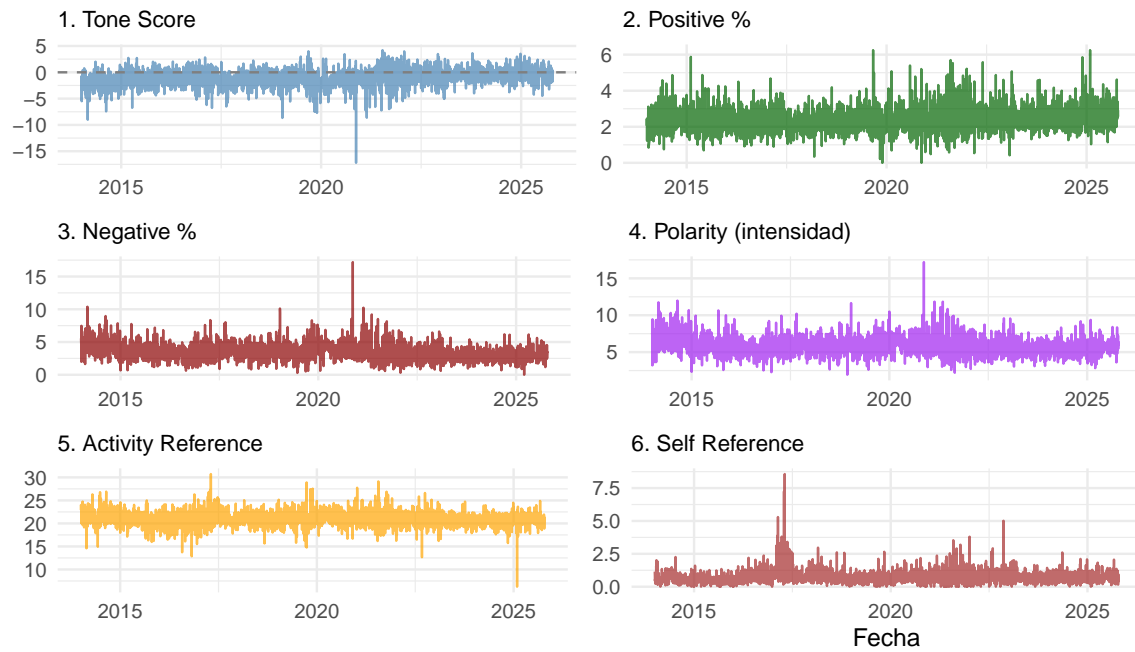 1. Tone Score
5
0
−5
−10
−15
2015 2020 2025
2. Positive %
6
4
2
0
2015 2020 2025
3. Negative %
15
10
5
0
2015 2020 2025
4. Polarity (intensidad)
15
10
5
2015 2020 2025
5. Activity Reference
30
25
20
15
10
2015 2020 2025
6. Self Reference
7.5
5.0
2.5
0.0
2015 2020 2025
Fecha